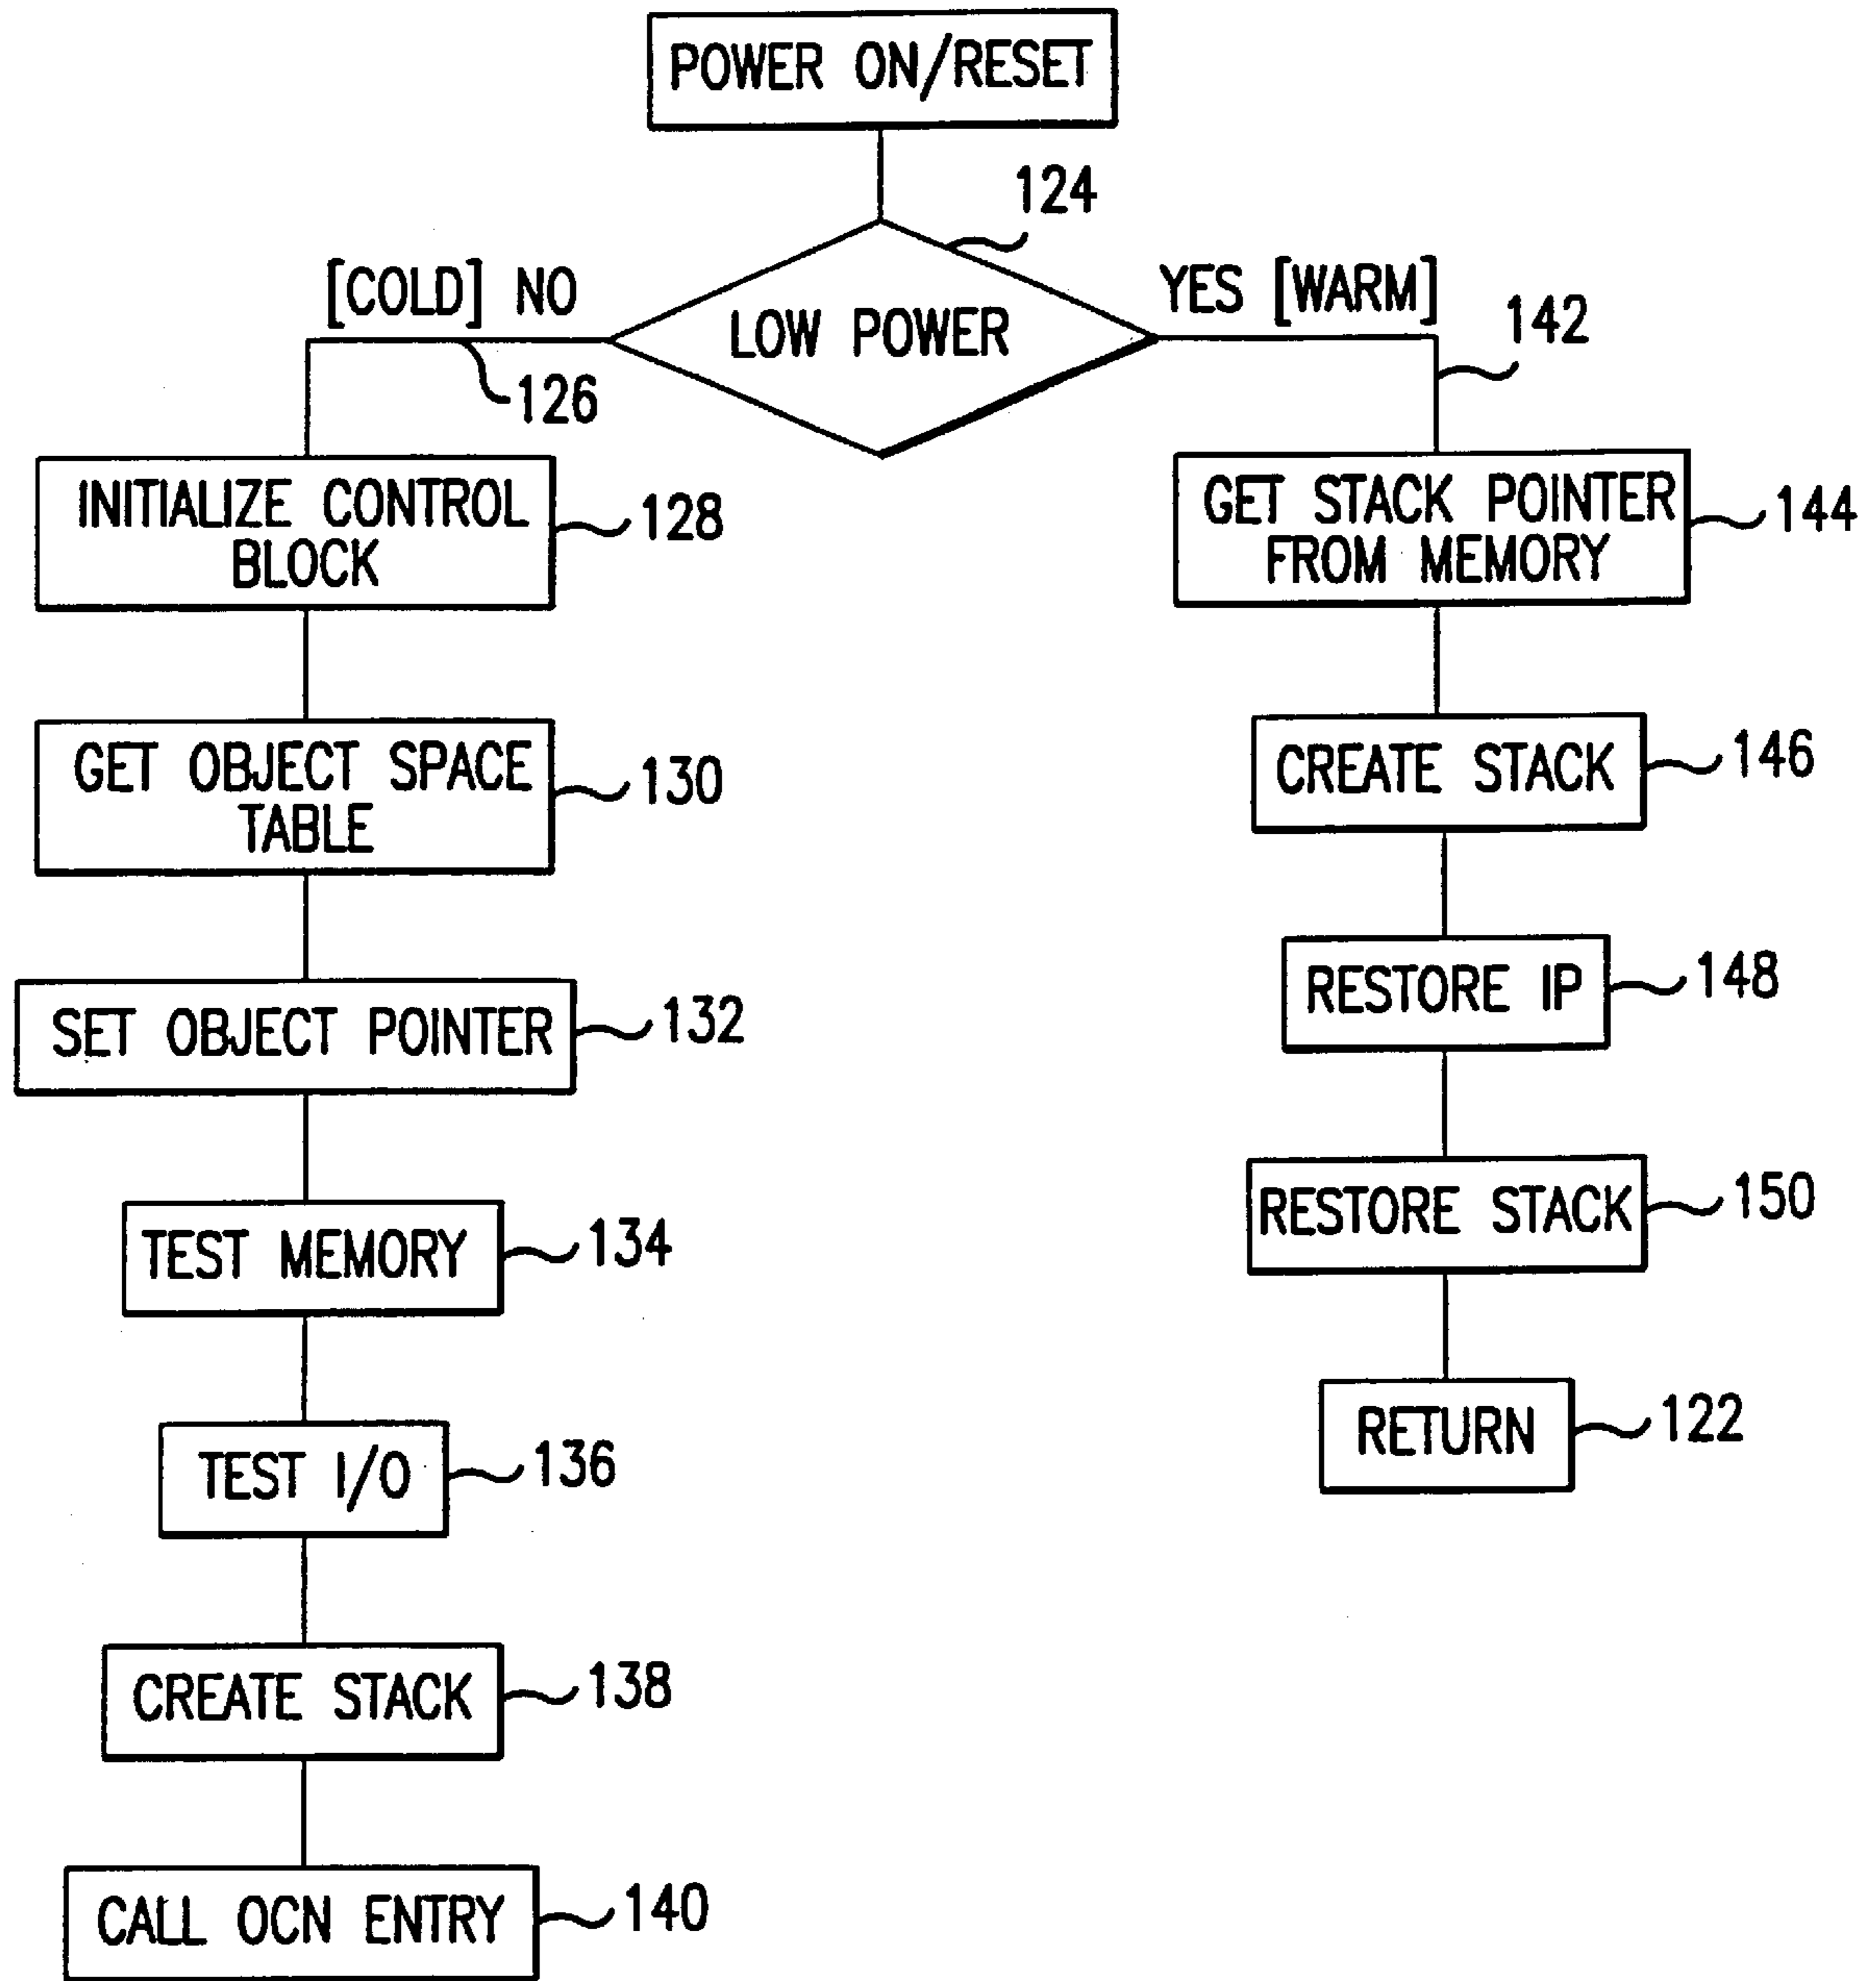 POWER ON/RESET
124
[COLD] NO
LOW POWER
YES [WARM]
142
126
INITIALIZE CONTROL
BLOCK
128
GET STACK POINTER
FROM MEMORY
144
GET OBJECT SPACE
TABLE
130
CREATE STACK
146
SET OBJECT POINTER
132
RESTORE IP
148
TEST MEMORY
134
RESTORE STACK
150
TEST I/O
136
RETURN
122
CREATE STACK
138
CALL OCN ENTRY
140